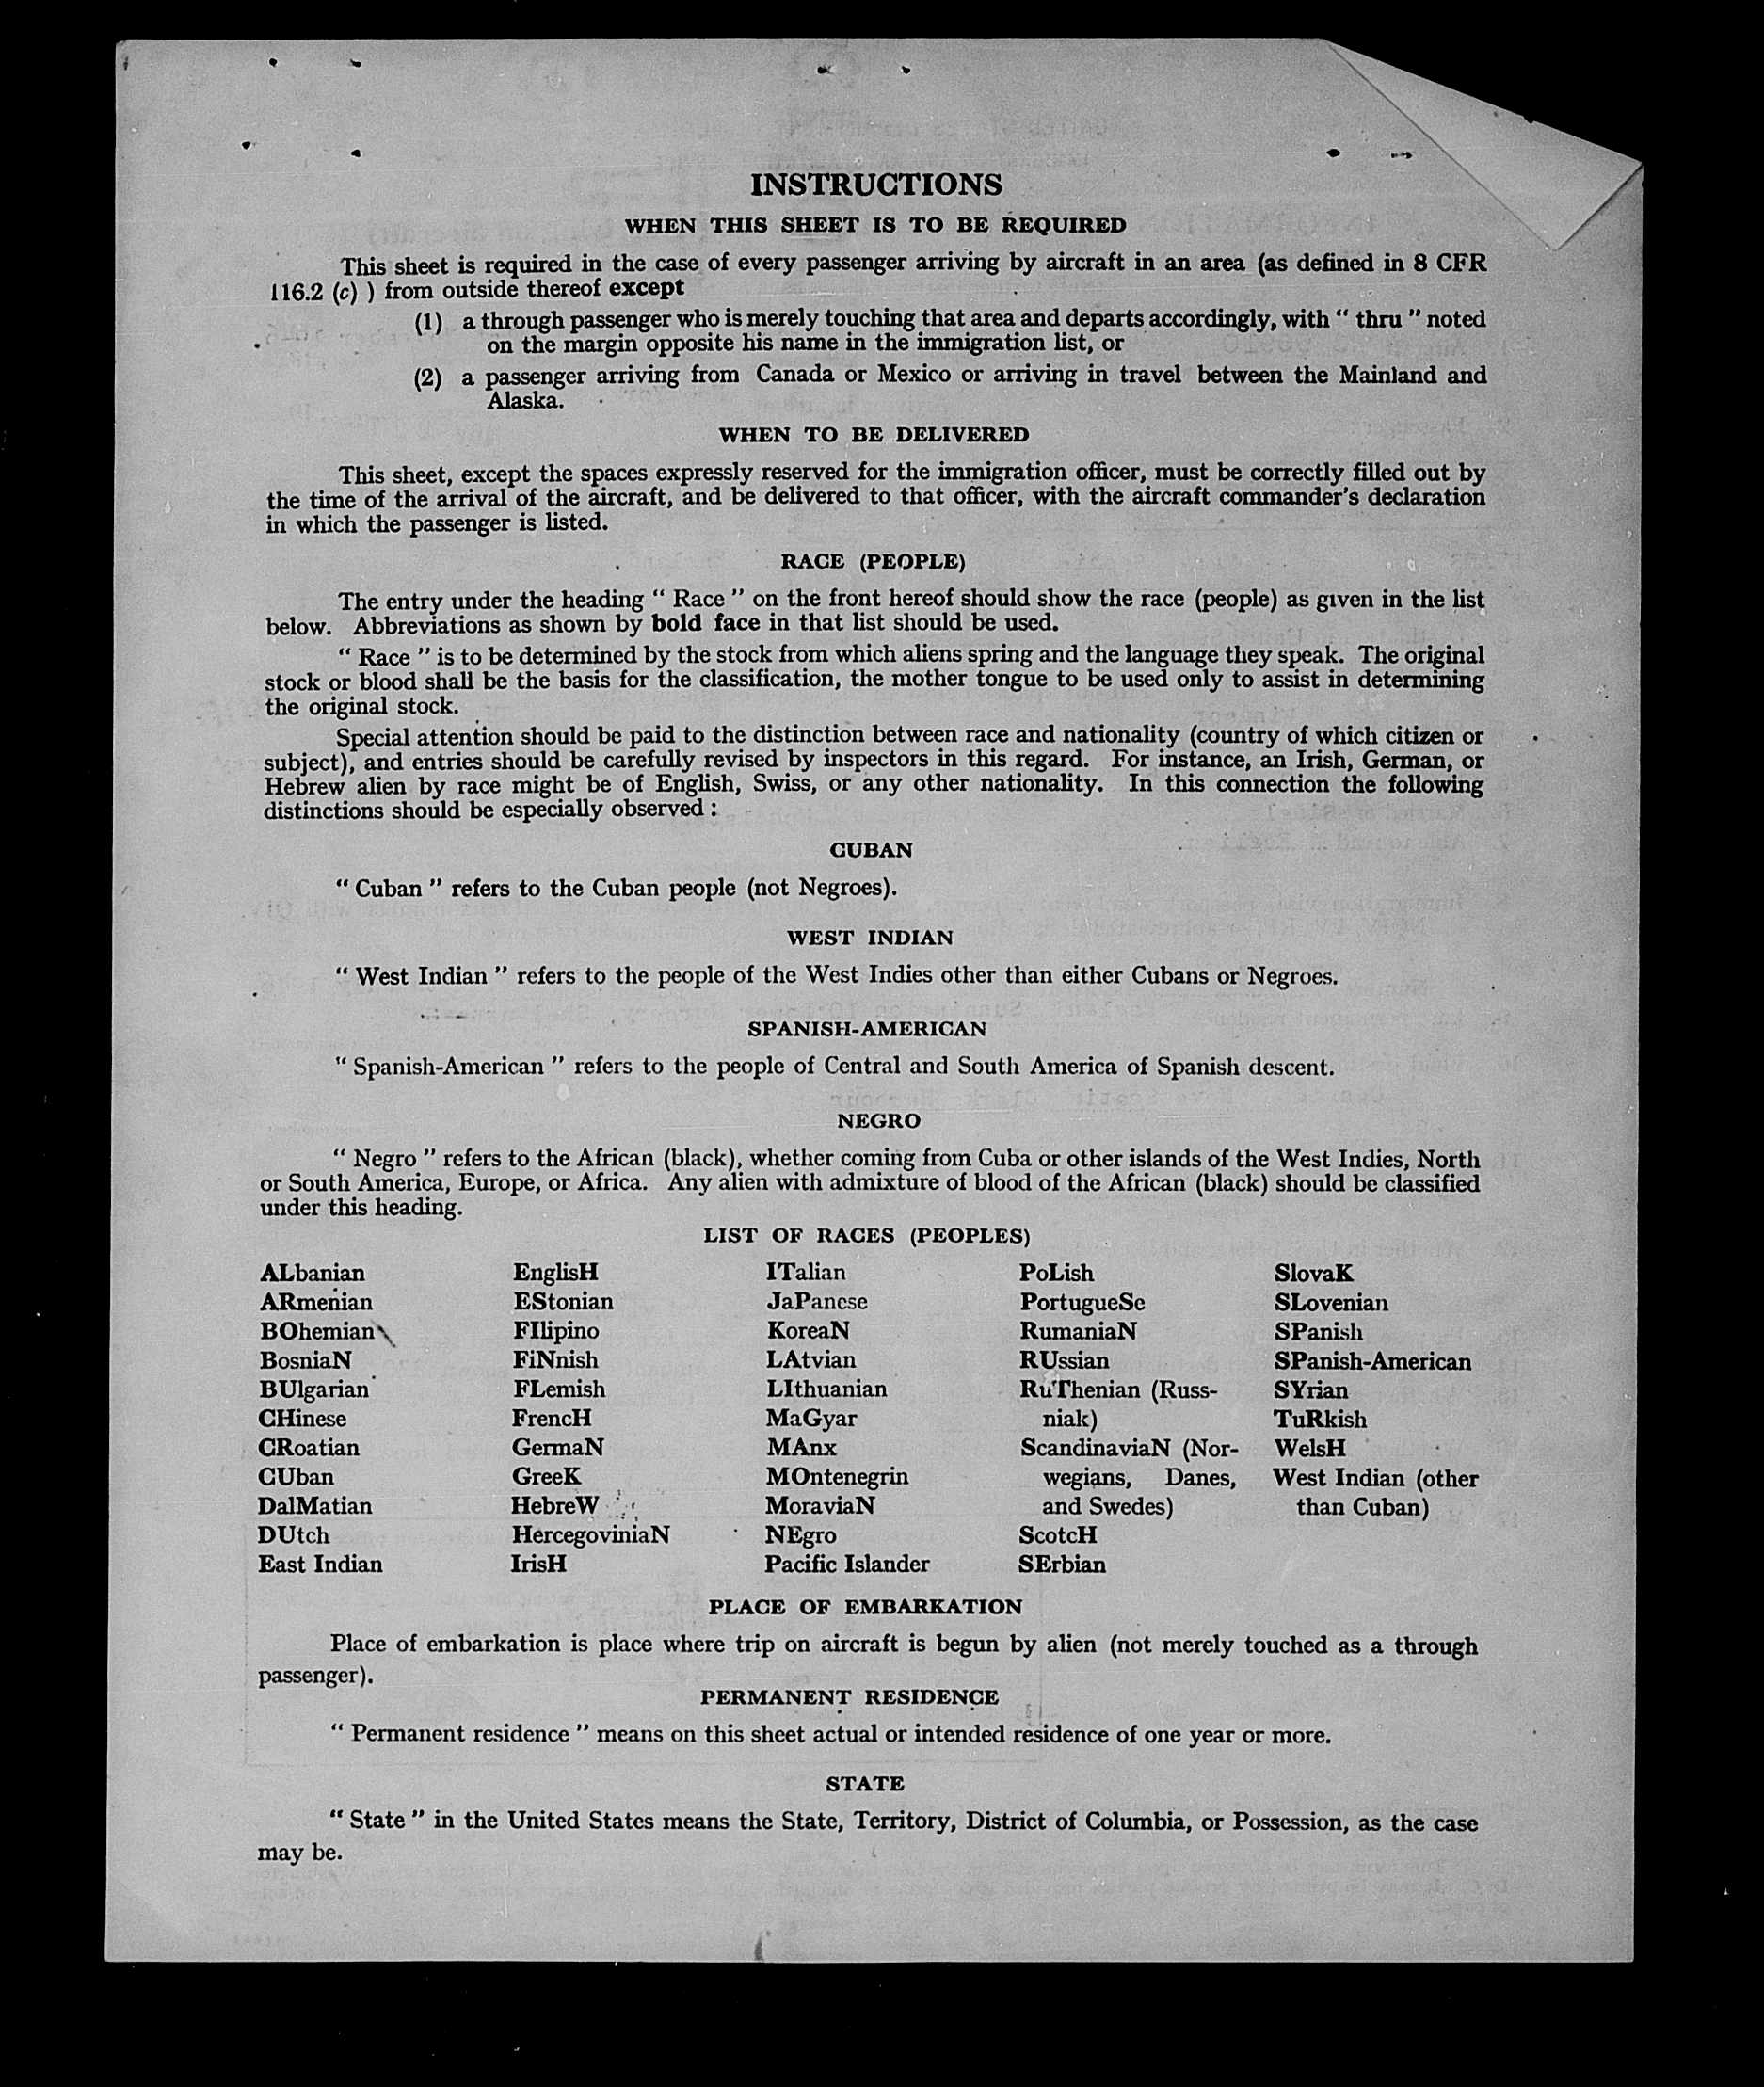 INSTRUCTIONS
WHEN THIS SHEET IS TO BE REQUIRED
This sheet is required in the case of every passenger arriving by aircraft in an area (as defined in 8 CFR
116.2 (c) ) from outside thereof except
(1) a through passenger who is merely touching that area and departs accordingly, with “ thru ” noted
on the margin opposite his name in the immigration list, or
(2) a passenger arriving from Canada or Mexico or arriving in travel between the Mainland and
Alaska.
WHEN TO BE DELIVERED
This sheet, except the spaces expressly reserved for the immigration officer, must be correctly filled out by
the time of the arrival of the aircraft, and be delivered to that officer, with the aircraft commander’s declaration
in which the passenger is listed.
RACE (PEOPLE)
The entry under the heading “ Race ” on the front hereof should show the race (people) as given in the list
below. Abbreviations as shown by bold face in that list should be used.
“ Race ” is to be determined by the stock from which aliens spring and the language they speak. The original
stock or blood shall be the basis for the classification, the mother tongue to be used only to assist in determining
the original stock.
Special attention should be paid to the distinction between race and nationality (country of which citizen or
subject), and entries should be carefully revised by inspectors in this regard. For instance, an Irish, German, or
Hebrew alien by race might be of English, Swiss, or any other nationality. In this connection the following
distinctions should be especially observed :
CUBAN
“ Cuban ” refers to the Cuban people (not Negroes).
WEST INDIAN
“ West Indian ” refers to the people of the West Indies other than either Cubans or Negroes.
SPANISH-AMERICAN
“ Spanish-American ” refers to the people of Central and South America of Spanish descent.
NEGRO
“ Negro ” refers to the African (black), whether coming from Cuba or other islands of the West Indies, North
or South America, Europe, or Africa. Any alien with admixture of blood of the African (black) should be classified
under this heading.
LIST OF RACES (PEOPLES)
ALbanian
ARmenian
BOhemian
BosniaN
BUlgarian
CHinese
CRoatian
CUban
DalMatian
DUtch
East Indian
EnglisH
EStonian
FIlipino
FiNnish
FLemish
FrencH
GermaN
GreeK
HebreW
HercegoviniaN
IrisH
ITalian
JaPanese
KoreaN
LAtvian
LIthuanian
MaGyar
MAnx
MOntenegrin
MoraviaN
NEgro
Pacific Islander
PoLish
PortugueSe
RumaniaN
RUssian
RuThenian (Russ-
niak)
ScandinaviaN (Nor-
wegians, Danes,
and Swedes)
ScotcH
SErbian
SlovaK
SLovenian
SPanish
SPanish-American
SYrian
TuRkish
WelsH
West Indian (other
than Cuban)
PLACE OF EMBARKATION
Place of embarkation is place where trip on aircraft is begun by alien (not merely touched as a through
passenger).
PERMANENT RESIDENCE
“ Permanent residence ” means on this sheet actual or intended residence of one year or more.
STATE
“ State ” in the United States means the State, Territory, District of Columbia, or Possession, as the case
may be.